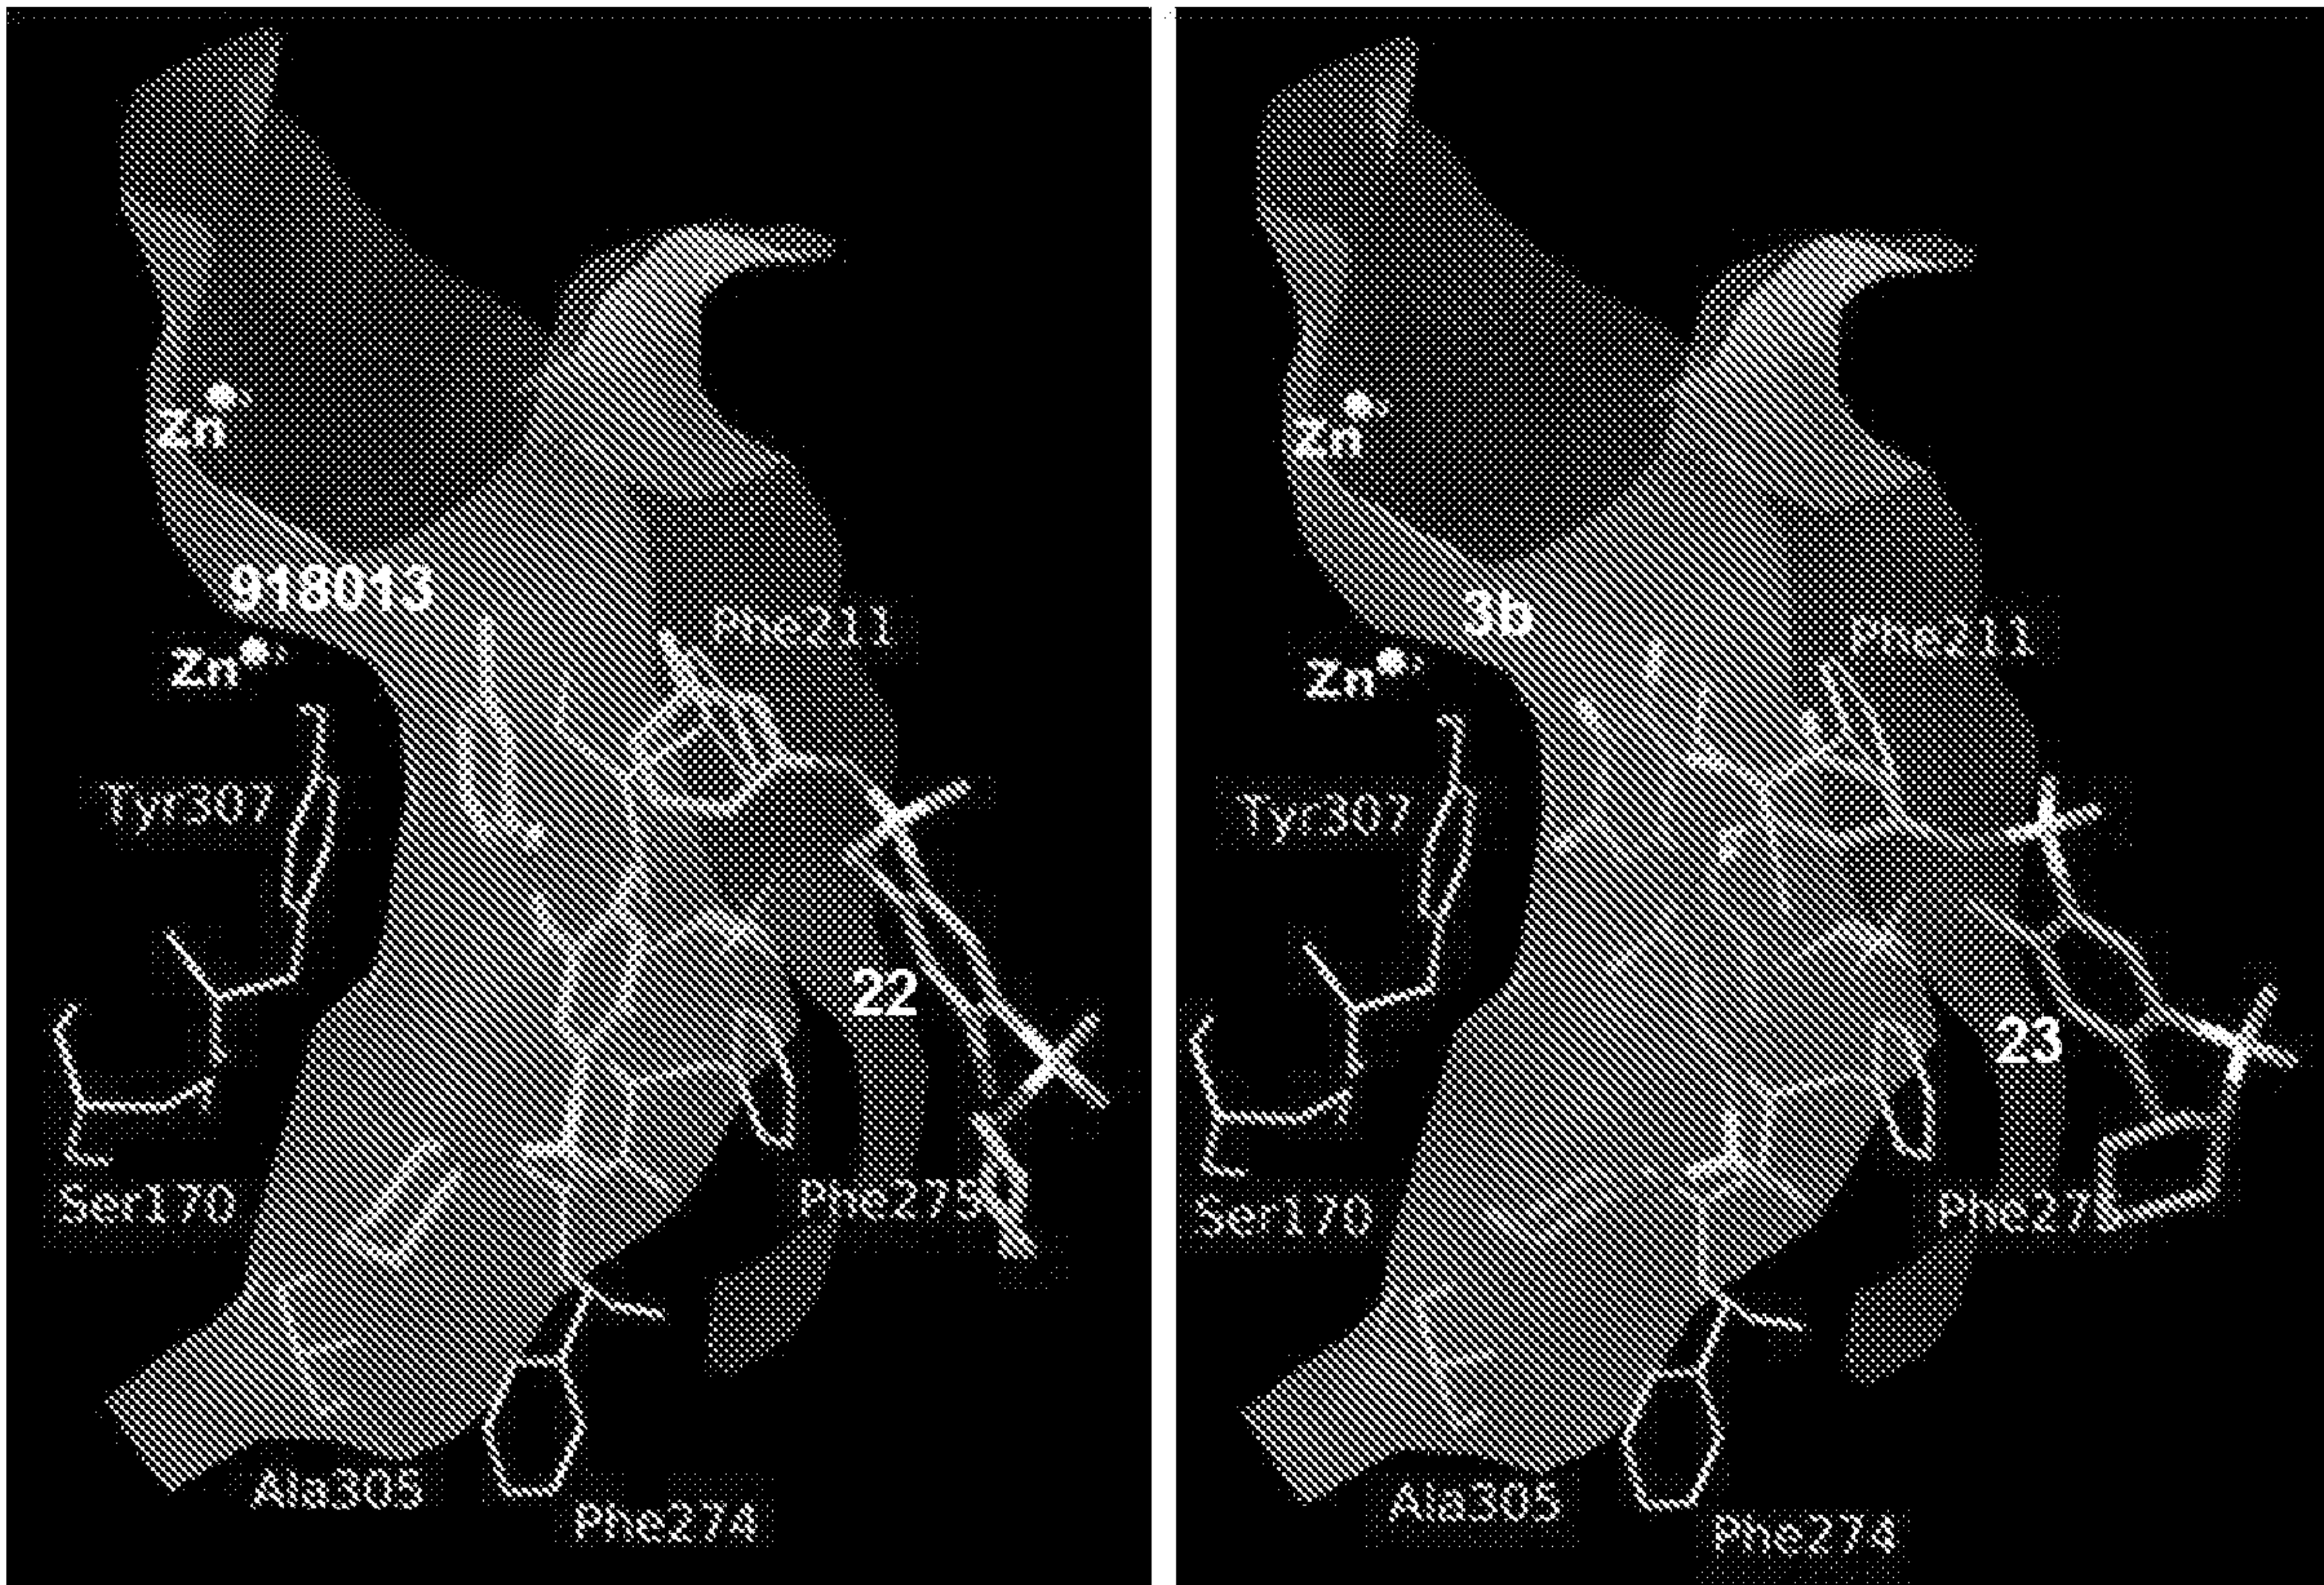 Zn
918013
Phe211
Zn
Tyr307
22
Phe275
Ser170
Ala305
Phe274
Zn
3b
Phe211
Zn
Tyr307
23
Phe27
Ser170
Ala305
Phe274